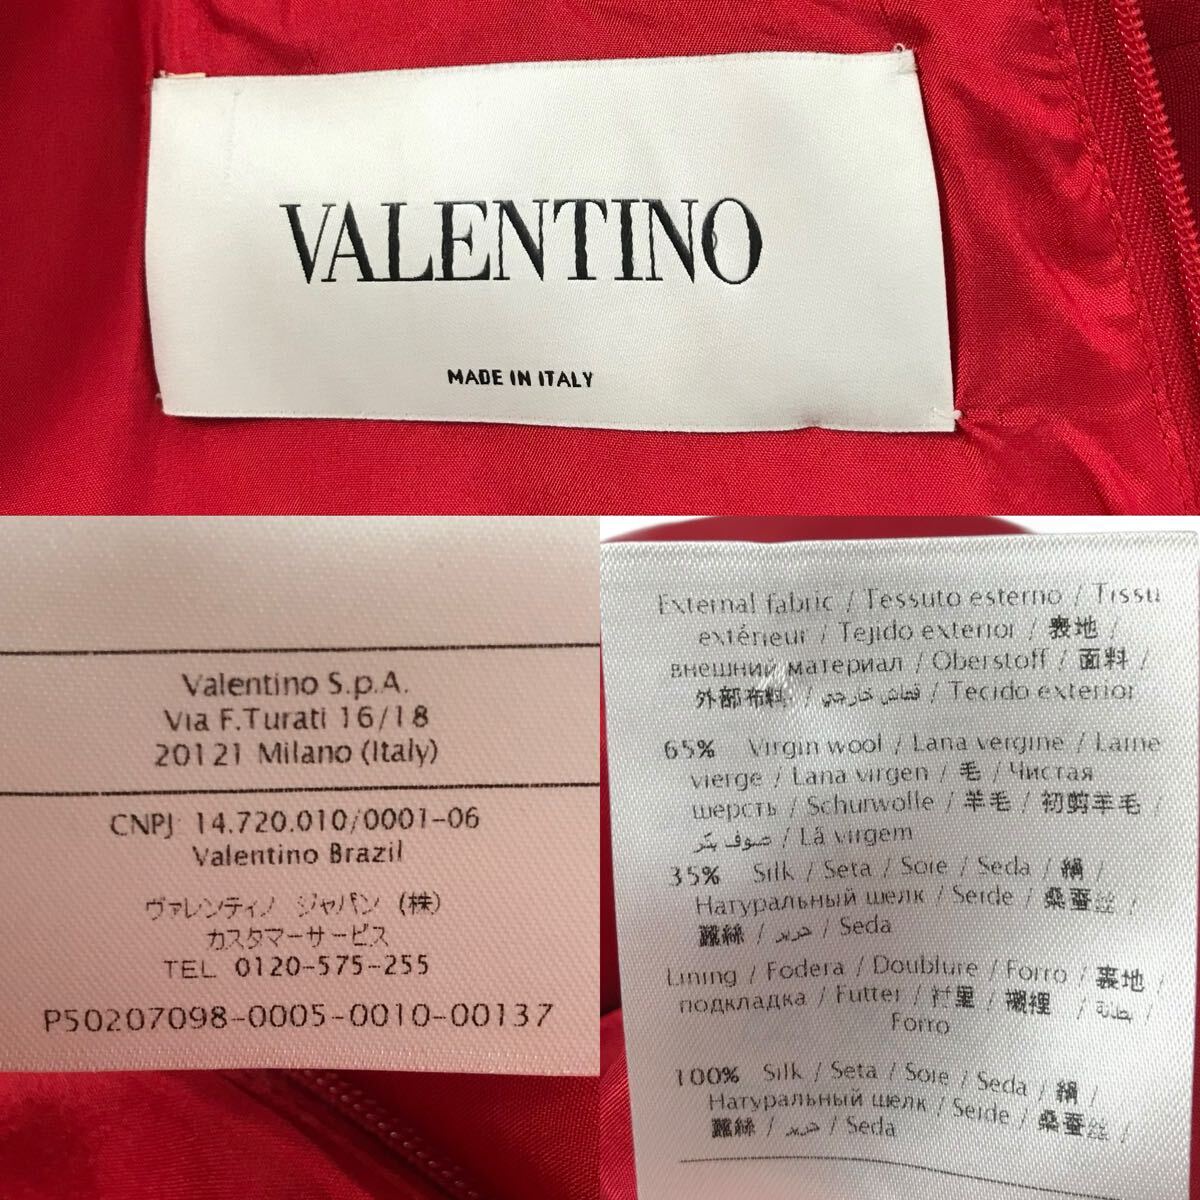 VALENTINO
MADE IN ITALY
Valentino S.p.A.
Via F.Turati 16/18
20121 Milano (Italy)
CNPJ 14.720.010/0001-06
Valentino Brazil
ヴァレンティノ ジャパン (株)
カスタマーサービス
TEL 0120-575-255
P50207098-0005-0010-00137
External fabric / Tessuto esterno / Tissu
extérieur / Tejido exterior / 表地 /
внешний материал / Oberstoff / 面料 /
外部布料 / قماش خارجي / Tecido exterior
65% Virgin wool / Lana vergine / Laine
vierge / Lana virgen / 毛 / Чистая
шерсть / Schurwolle / 羊毛 / 初剪羊毛 /
صوف بكر / Lã virgem
35% Silk / Seta / Soie / Seda / 絹 /
Натуральный шелк / Seide / 桑蚕丝 /
蠶絲 / حرير / Seda
Lining / Fodera / Doublure / Forro / 裏地 /
подкладка / Futter / 衬里 / 襯裡 / بطانة /
Forro
100% Silk / Seta / Soie / Seda / 絹 /
Натуральный шелк / Seide / 桑蚕丝 /
蠶絲 / حرير / Seda